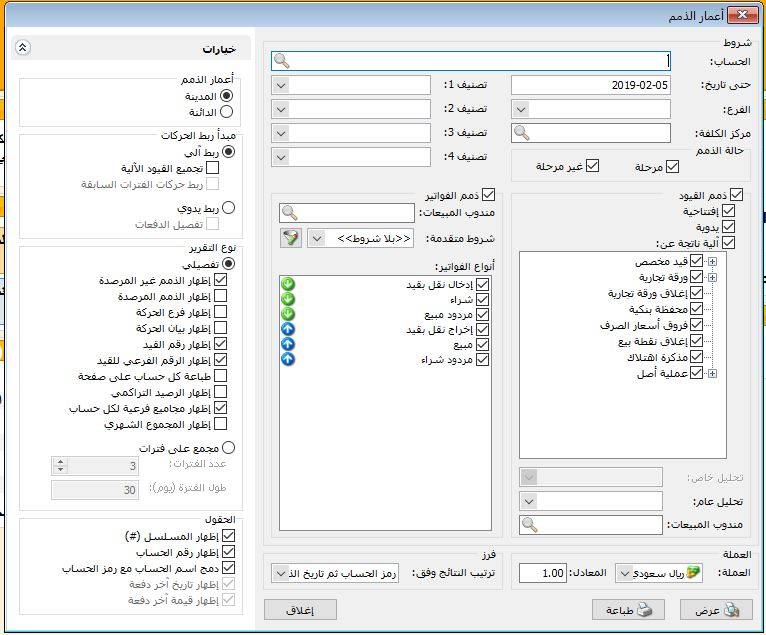 أعمار الذمم
شروط
الحساب:
حتى تاريخ: 2019-02-05
تصنيف 1:
الفرع:
تصنيف 2:
مركز الكلفة:
تصنيف 3:
تصنيف 4:
حالة الذمم
مرحلة
غير مرحلة
ذمم القيود
إفتتاحية
يدوية
آلية ناتجة عن:
قيد مخصص
ورقة تجارية
إغلاق ورقة تجارية
محفظة بنكية
فروق أسعار الصرف
إغلاق نقطة بيع
مذكرة اهتلاك
عملية أصل
تحليل خاص:
تحليل عام:
مندوب المبيعات:
ذمم الفواتير
مندوب المبيعات:
شروط متقدمة: <<بلا شروط>>
أنواع الفواتير:
إدخال نقل بقيد
شراء
مردود مبيع
إخراج نقل بقيد
مبيع
مردود شراء
العملة
العملة: ريال سعودي
المعادل: 1.00
فرز
ترتيب النتائج وفق: رمز الحساب ثم تاريخ الذ
عرض
طباعة
إغلاق
خيارات
أعمار الذمم
المدينة
الدائنة
مبدأ ربط الحركات
ربط آلي
تجميع القيود الآلية
ربط حركات الفترات السابقة
ربط يدوي
تفصيل الدفعات
نوع التقرير
تفصيلي
إظهار الذمم غير المرصدة
إظهار الذمم المرصدة
إظهار فرع الحركة
إظهار بيان الحركة
إظهار رقم القيد
إظهار الرقم الفرعي للقيد
طباعة كل حساب على صفحة
إظهار الرصيد التراكمي
إظهار مجاميع فرعية لكل حساب
إظهار المجموع الشهري
مجمع على فترات
عدد الفترات: 3
طول الفترة (يوم): 30
الحقول
إظهار المسلسل (#)
إظهار رقم الحساب
دمج اسم الحساب مع رمز الحساب
إظهار تاريخ آخر دفعة
إظهار قيمة آخر دفعة